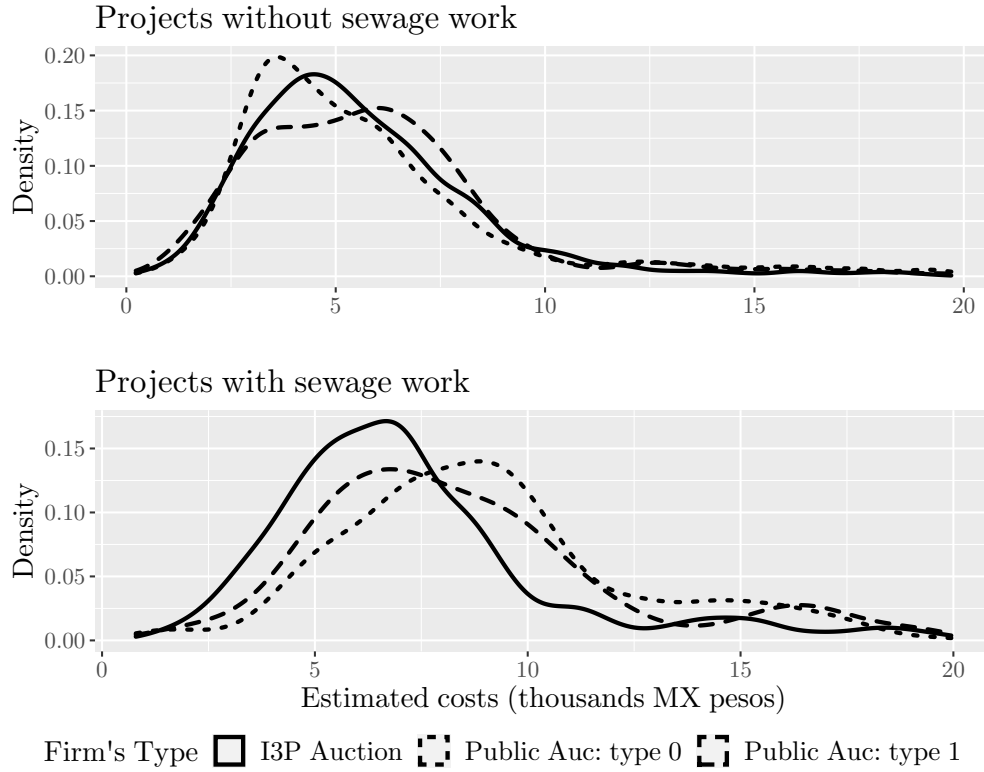 Projects without sewage work
0.20
0.15
0.10
0.05
0.00
Density
0 5 10 15 20
Projects with sewage work
0.15
0.10
0.05
0.00
Density
0 5 10 15 20
Estimated costs (thousands MX pesos)
Firm's Type I3P Auction Public Auc: type 0 Public Auc: type 1